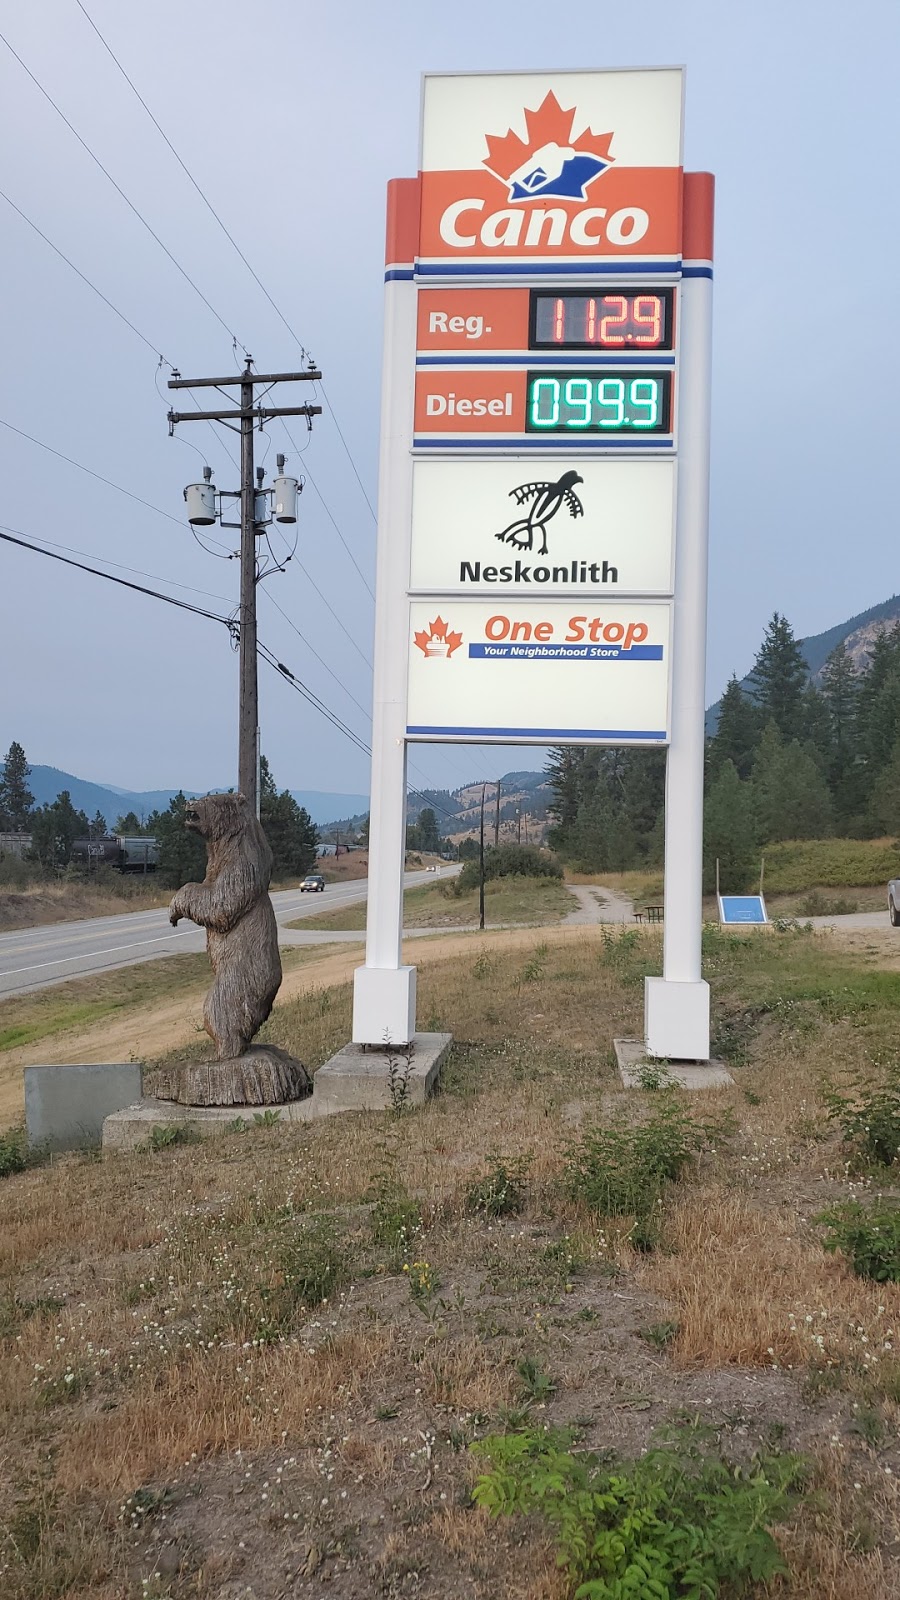 Canco
Reg. 112.9
Diesel 099.9
Neskonlith
One Stop
Your Neighborhood Store